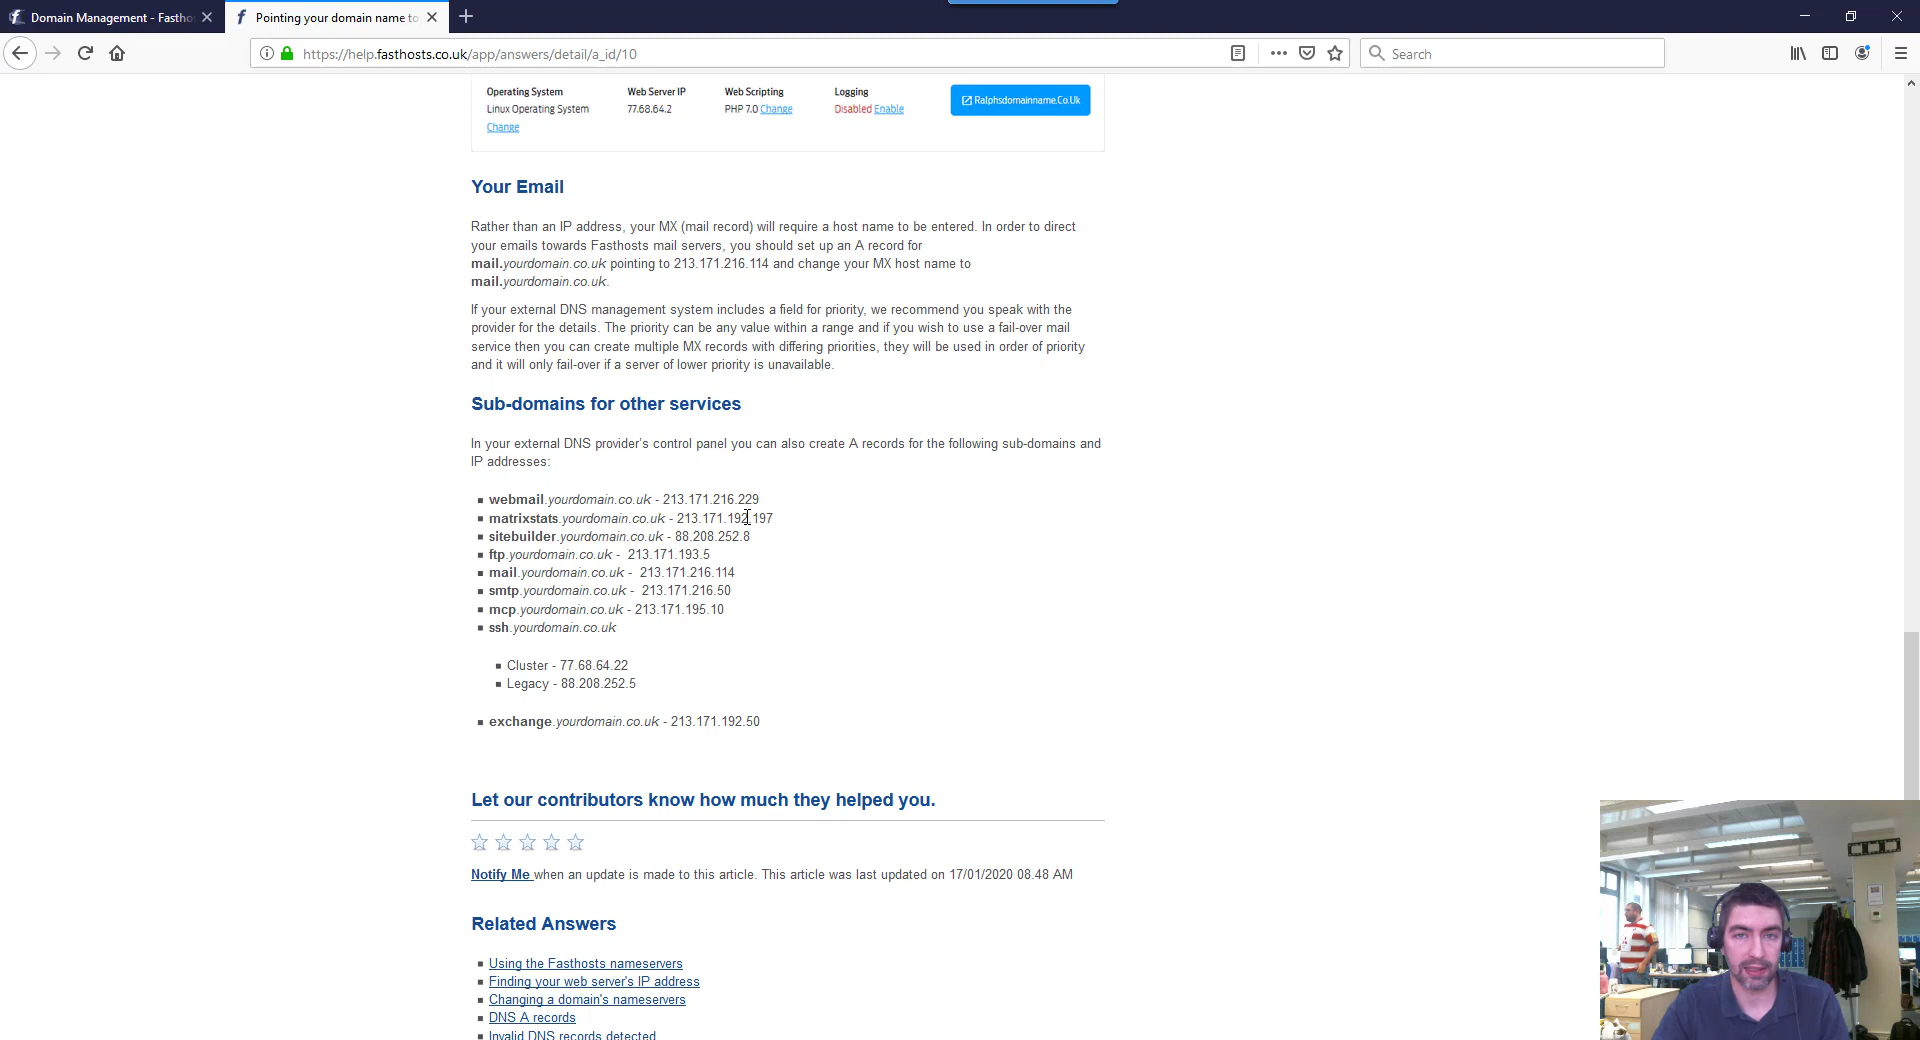 Domain Management - Fastho
Pointing your domain name to
https://help.fasthosts.co.uk/app/answers/detail/a_id/10
Search
Operating System
Web Server IP
Web Scripting
Logging
Linux Operating System
77.68.64.2
PHP 7.0 Change
Disabled Enable
Ralphsdomainname.Co.Uk
Change
Your Email
Rather than an IP address, your MX (mail record) will require a host name to be entered. In order to direct
your emails towards Fasthosts mail servers, you should set up an A record for
mail.yourdomain.co.uk pointing to 213.171.216.114 and change your MX host name to
mail.yourdomain.co.uk.
If your external DNS management system includes a field for priority, we recommend you speak with the
provider for the details. The priority can be any value within a range and if you wish to use a fail-over mail
service then you can create multiple MX records with differing priorities, they will be used in order of priority
and it will only fail-over if a server of lower priority is unavailable.
Sub-domains for other services
In your external DNS provider's control panel you can also create A records for the following sub-domains and
IP addresses:
webmail.yourdomain.co.uk - 213.171.216.229
matrixstats.yourdomain.co.uk - 213.171.192.197
sitebuilder.yourdomain.co.uk - 88.208.252.8
ftp.yourdomain.co.uk - 213.171.193.5
mail.yourdomain.co.uk - 213.171.216.114
smtp.yourdomain.co.uk - 213.171.216.50
mcp.yourdomain.co.uk - 213.171.195.10
ssh.yourdomain.co.uk
Cluster - 77.68.64.22
Legacy - 88.208.252.5
exchange.yourdomain.co.uk - 213.171.192.50
Let our contributors know how much they helped you.
Notify Me when an update is made to this article. This article was last updated on 17/01/2020 08.48 AM
Related Answers
Using the Fasthosts nameservers
Finding your web server's IP address
Changing a domain's nameservers
DNS A records
Invalid DNS records detected